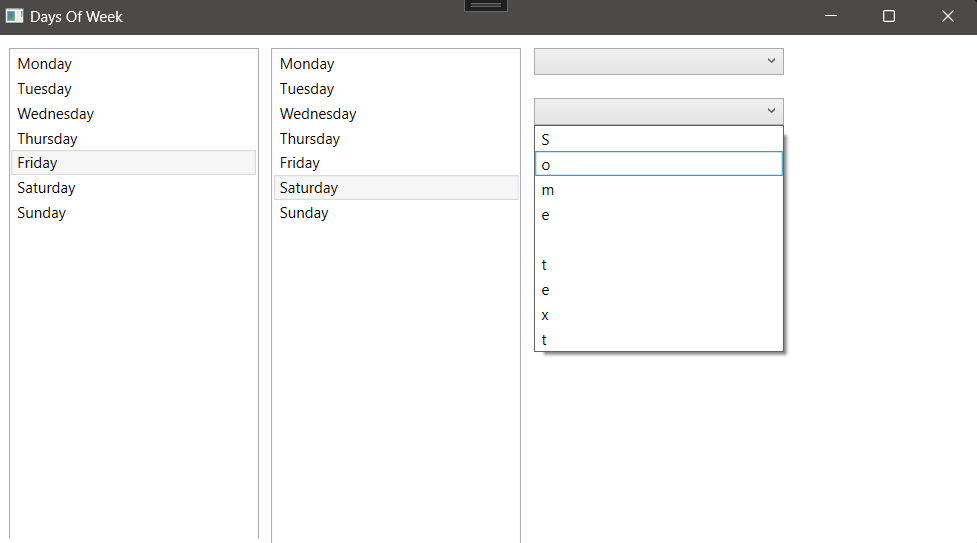 Days Of Week
Monday
Tuesday
Wednesday
Thursday
Friday
Saturday
Sunday
Monday
Tuesday
Wednesday
Thursday
Friday
Saturday
Sunday
S
o
m
e
t
e
x
t